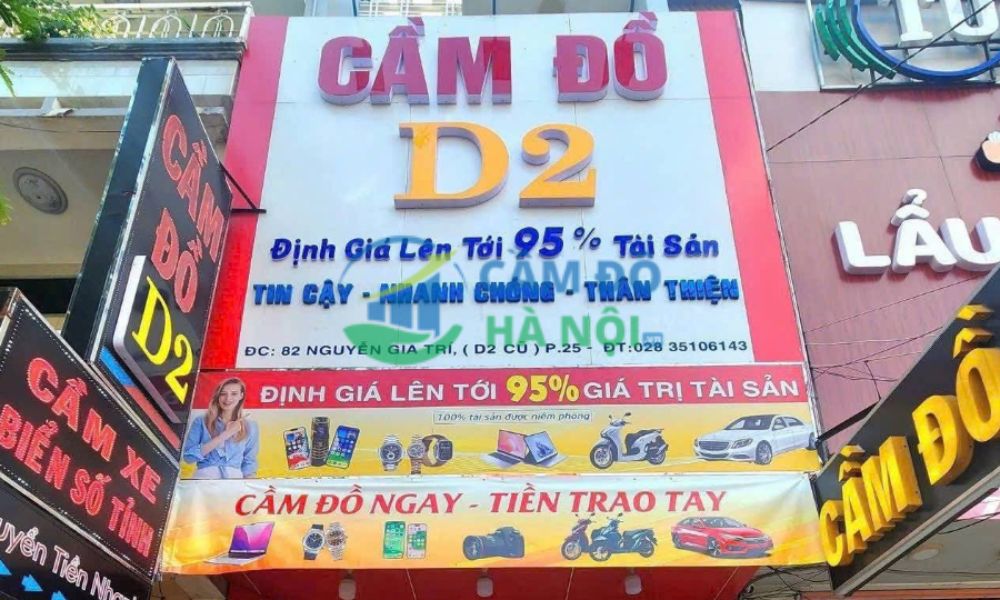 CẦM ĐỒ
D2
Định Giá Lên Tới 95% Tài Sản
TIN CẬY - NHANH CHÓNG - THÂN THIỆN
CẦM ĐỒ
HÀ NỘI
ĐC: 82 NGUYỄN GIA TRÍ, ( D2 CŨ ) P.25 - ĐT:028 35106143
ĐỊNH GIÁ LÊN TỚI 95% GIÁ TRỊ TÀI SẢN
100% tài sản được niêm phong
CẦM ĐỒ NGAY - TIỀN TRAO TAY
CẦM
ĐỒ
D2
CẦM XE
BIỂN SỐ TỈNH
Tiền
LẨU
CẦM ĐỒ